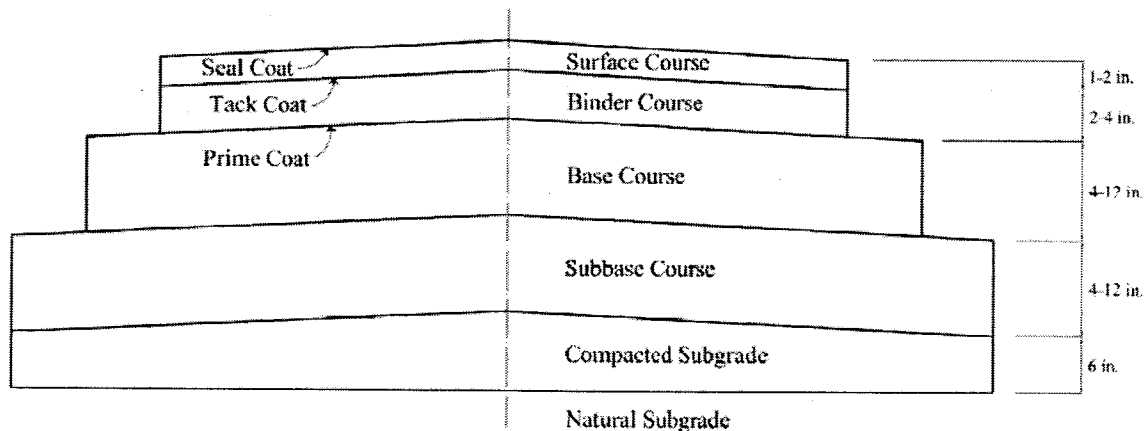 Seal Coat
Surface Course
1-2 in.
Tack Coat
Binder Course
2-4 in.
Prime Coat
Base Course
4-12 in.
Subbase Course
4-12 in.
Compacted Subgrade
6 in.
Natural Subgrade